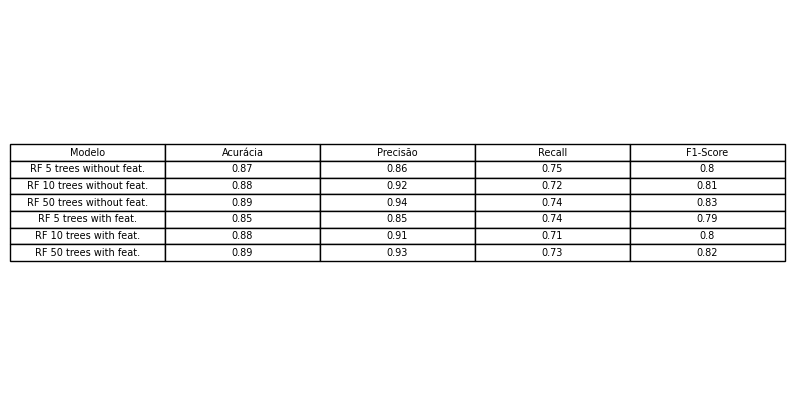 Modelo Acurácia Precisão Recall F1-Score
RF 5 trees without feat. 0.87 0.86 0.75 0.8
RF 10 trees without feat. 0.88 0.92 0.72 0.81
RF 50 trees without feat. 0.89 0.94 0.74 0.83
RF 5 trees with feat. 0.85 0.85 0.74 0.79
RF 10 trees with feat. 0.88 0.91 0.71 0.8
RF 50 trees with feat. 0.89 0.93 0.73 0.82